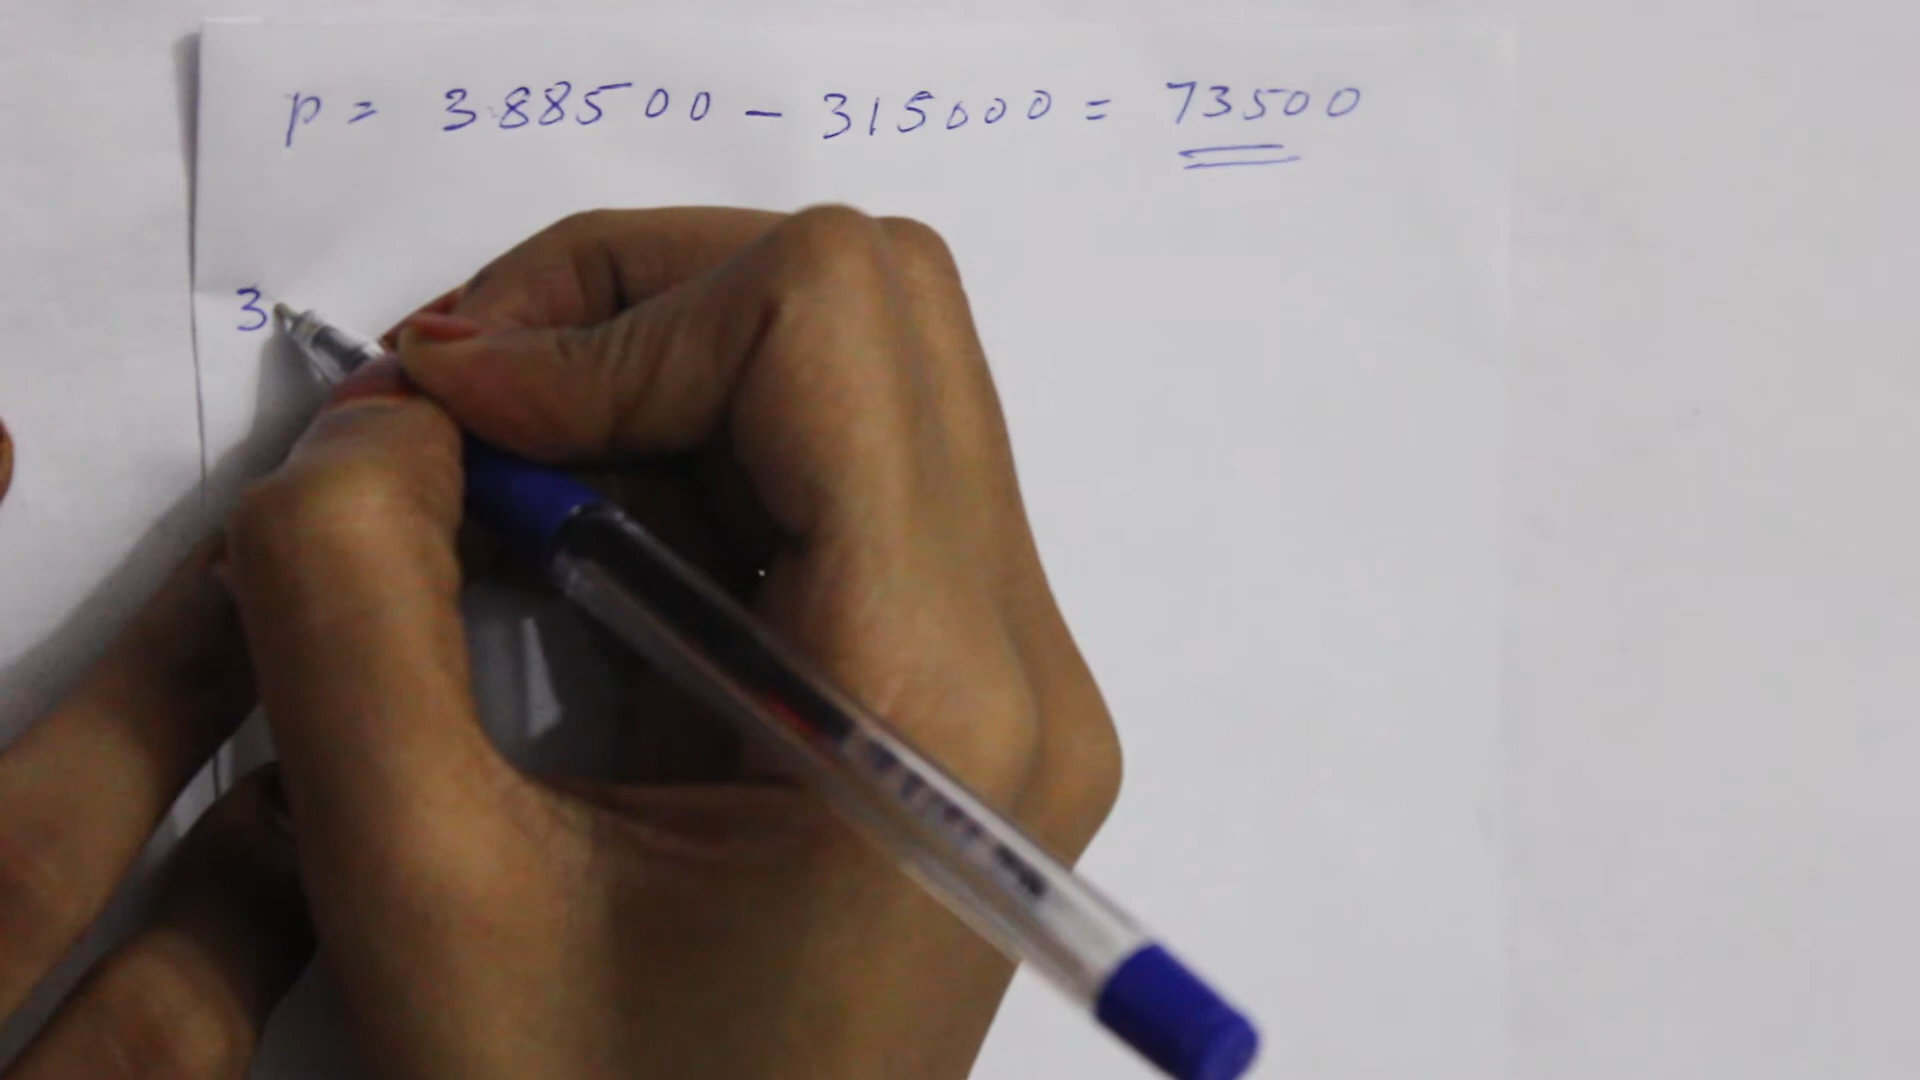 p = 388500 - 315000 = 73500
3